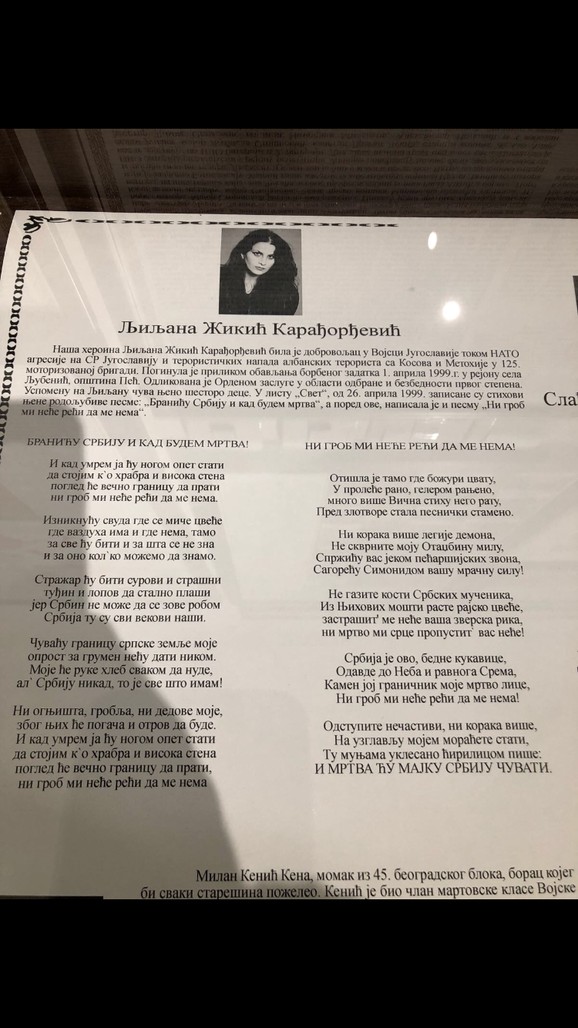 Љиљана Жикић Карађорђевић
Наша хероина Љиљана Жикић Карађорђевић била је добровољац у Војсци Југославије током НАТО
агресије на СР Југославију и терористичких напада албанских терориста са Косова и Метохије у 125.
моторизованој бригади. Погинула је приликом обављања борбеног задатка 1. априла 1999.г. у рејону села
Љубенић, општина Пећ. Одликована је Орденом заслуге у области одбране и безбедности првог степена.
Успомену на Љиљану чува њено шесторо деце. У листу „Свет“, од 26. априла 1999. записане су стихови
њене родољубиве песме: „Бранићу Србију и кад будем мртва“, а поред ове, написала је и песму „Ни гроб
ми неће рећи да ме нема“.
БРАНИЋУ СРБИЈУ И КАД БУДЕМ МРТВА!
И кад умрем ја ћу ногом опет стати
да стојим к`о храбра и висока стена
поглед ће вечно границу да прати
ни гроб ми неће рећи да ме нема.
Изникнућу свуда где се миче цвеће
где ваздуха има и где нема, тамо
за све ћу бити и за шта се не зна
и за оно кол`ко можемо да знамо.
Стражар ћу бити сурови и страшни
туђин и лопов да стално плаши
јер Србин не може да се зове робом
Србија ту су сви векови наши.
Чуваћу границу српске земље моје
опрост за грумен нећу дати ником.
Моје ће руке хлеб сваком да нуде,
ал` Србију никад, то је све што имам!
Ни огњишта, гробља, ни дедове моје,
због њих ће погача и отров да буде.
И кад умрем ја ћу ногом опет стати
да стојим к`о храбра и висока стена
поглед ће вечно границу да прати,
ни гроб ми неће рећи да ме нема
НИ ГРОБ МИ НЕЋЕ РЕЋИ ДА МЕ НЕМА!
Отишла је тамо где божури цвату,
У пролеће рано, гелером рањено,
много више Вична стиху него рату,
Пред злотворе стала песнички стамено.
Ни корака више легије демона,
Не скврните моју Отаџбину милу,
Спржићу вас јеком пећаршијских звона,
Сагорећу Симонидом вашу мрачну силу!
Не газите кости Србских мученика,
Из Њихових мошти расте рајско цвеће,
застрашит' ме неће ваша зверска рика,
ни мртво ми срце пропустит` вас неће!
Србија је ово, бедне кукавице,
Одавде до Неба и равнога Срема,
Камен јој граничник моје мртво лице,
Ни гроб ми неће рећи да ме нема!
Одступите нечастиви, ни корака више,
На узглављу мојем мораћете стати,
Ту муњама уклесано ћирилицом пише:
И МРТВА ЋУ МАЈКУ СРБИЈУ ЧУВАТИ.
Милан Кенић Кена, момак из 45. београдског блока, борац којег
би сваки старешина пожелео. Кенић је био члан мартовске класе Војске